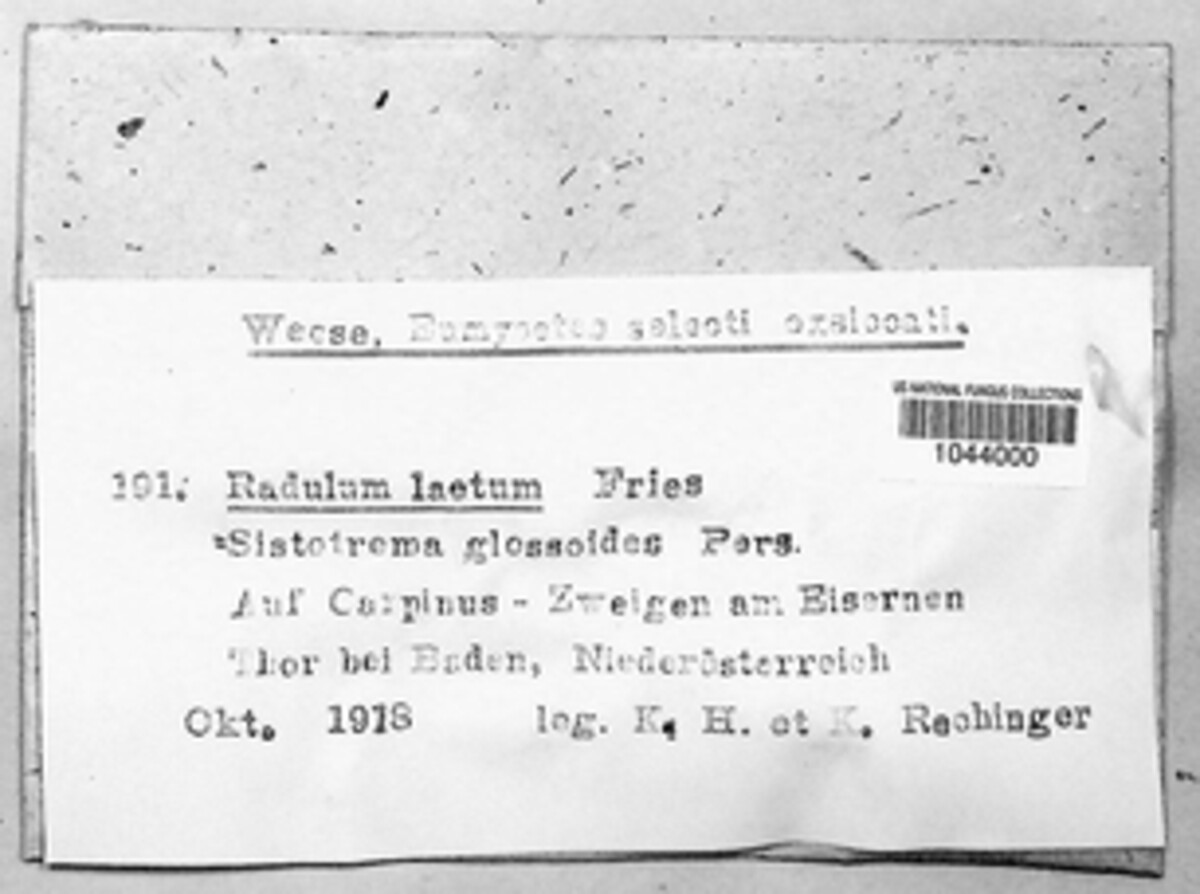 Weese, Eumycetes selecti exsiccati.
US NATIONAL FUNGUS COLLECTIONS
1044000
191. Radulum laetum Fries
=Sistotrema glossoides Pers.
Auf Carpinus - Zweigen am Eisernen
Thor bei Baden, Niederösterreich
Okt. 1918 leg. K. H. et K. Rechinger